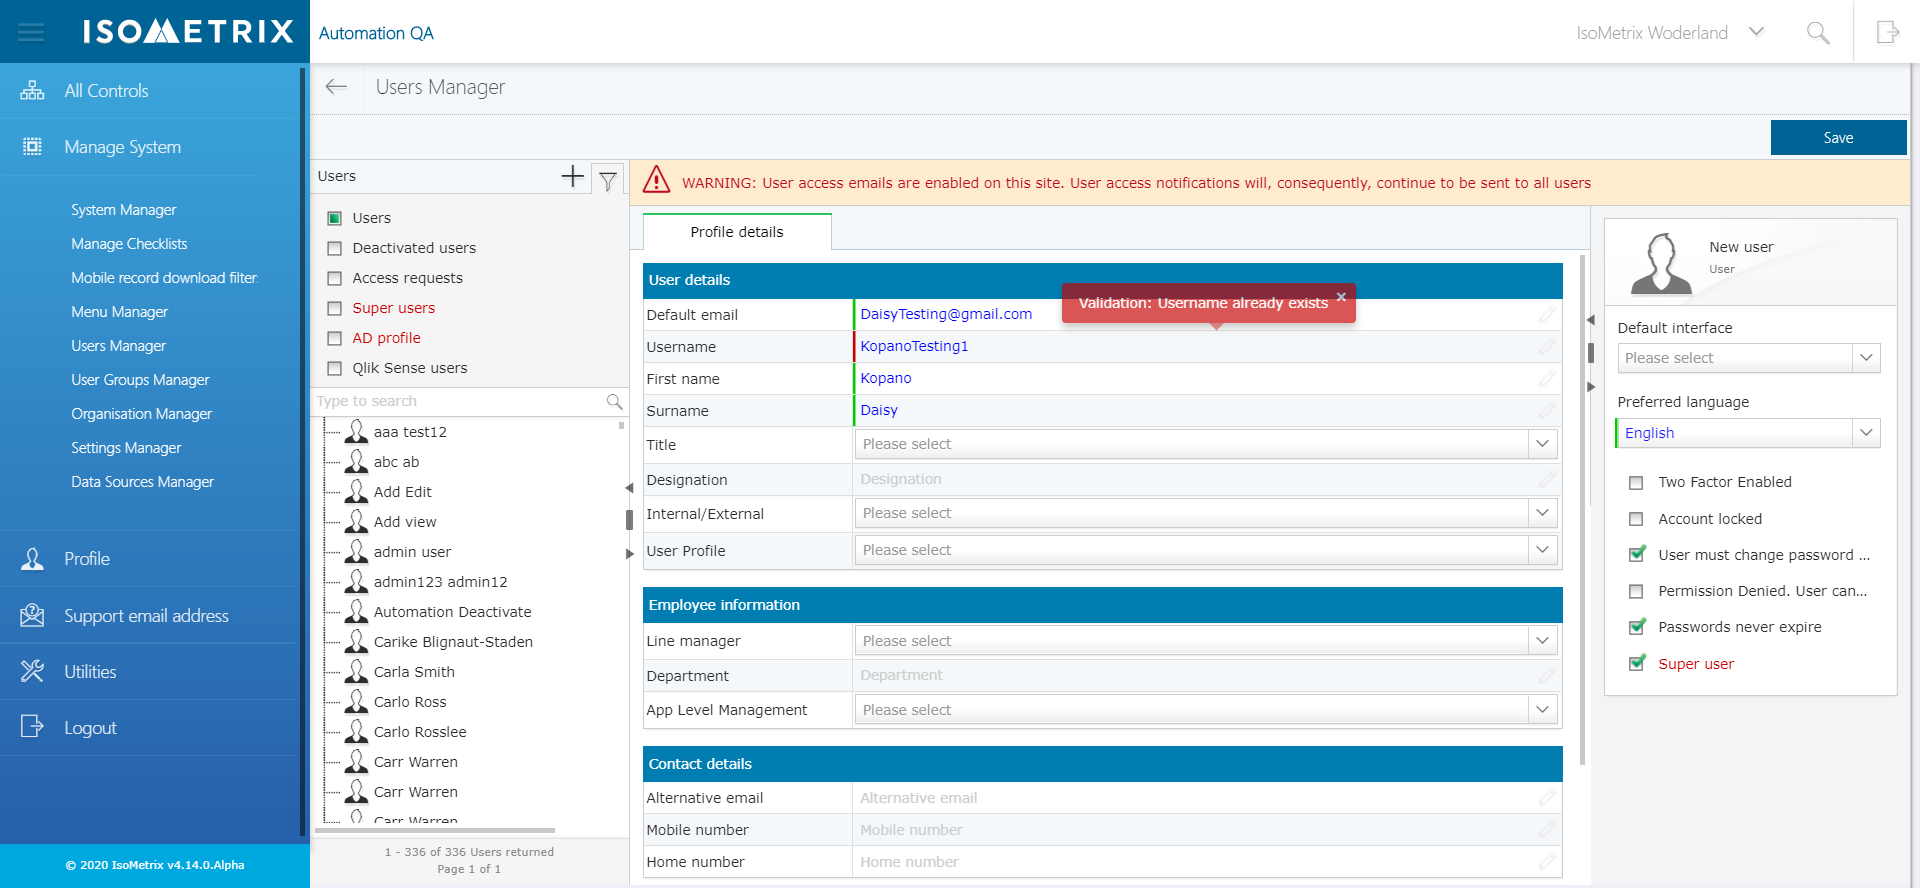 ISOMETRIX
Automation QA
IsoMetrix Woderland
All Controls
Manage System
System Manager
Manage Checklists
Mobile record download filter
Menu Manager
Users Manager
User Groups Manager
Organisation Manager
Settings Manager
Data Sources Manager
Profile
Support email address
Utilities
Logout
© 2020 IsoMetrix v4.14.0.Alpha
Users Manager
Save
Users
Users
Deactivated users
Access requests
Super users
AD profile
Qlik Sense users
Type to search
aaa test12
abc ab
Add Edit
Add view
admin user
admin123 admin12
Automation Deactivate
Carike Blignaut-Staden
Carla Smith
Carlo Ross
Carlo Rosslee
Carr Warren
Carr Warren
Carr Warren
1 - 336 of 336 Users returned
Page 1 of 1
WARNING: User access emails are enabled on this site. User access notifications will, consequently, continue to be sent to all users
Profile details
User details
Validation: Username already exists
Default email DaisyTesting@gmail.com
Username KopanoTesting1
First name Kopano
Surname Daisy
Title Please select
Designation Designation
Internal/External Please select
User Profile Please select
Employee information
Line manager Please select
Department Department
App Level Management Please select
Contact details
Alternative email Alternative email
Mobile number Mobile number
Home number Home number
New user
User
Default interface
Please select
Preferred language
English
Two Factor Enabled
Account locked
User must change password ...
Permission Denied. User can...
Passwords never expire
Super user